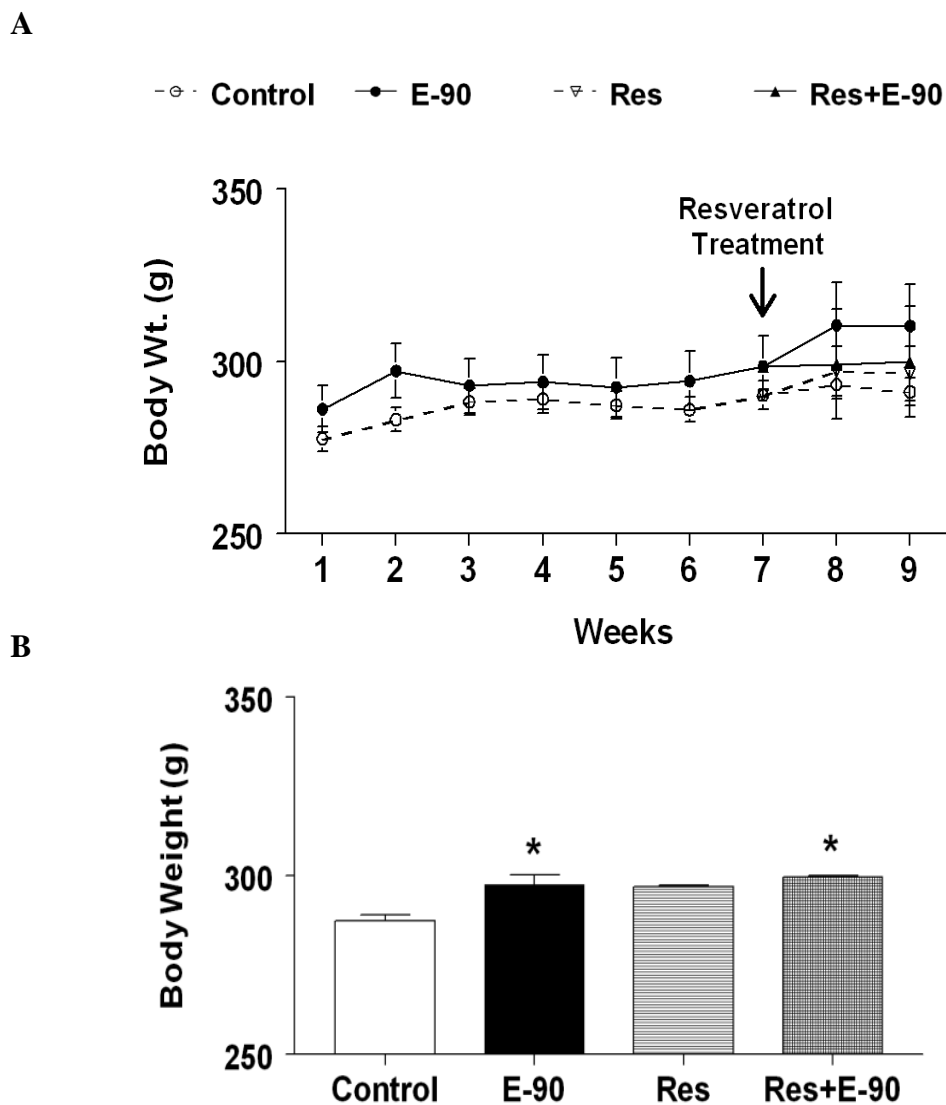 A
Control E-90 Res Res+E-90
350
Resveratrol
Treatment
Body Wt. (g)
300
250
1 2 3 4 5 6 7 8 9
Weeks
B
350
Body Weight (g)
* *
300
250
Control E-90 Res Res+E-90